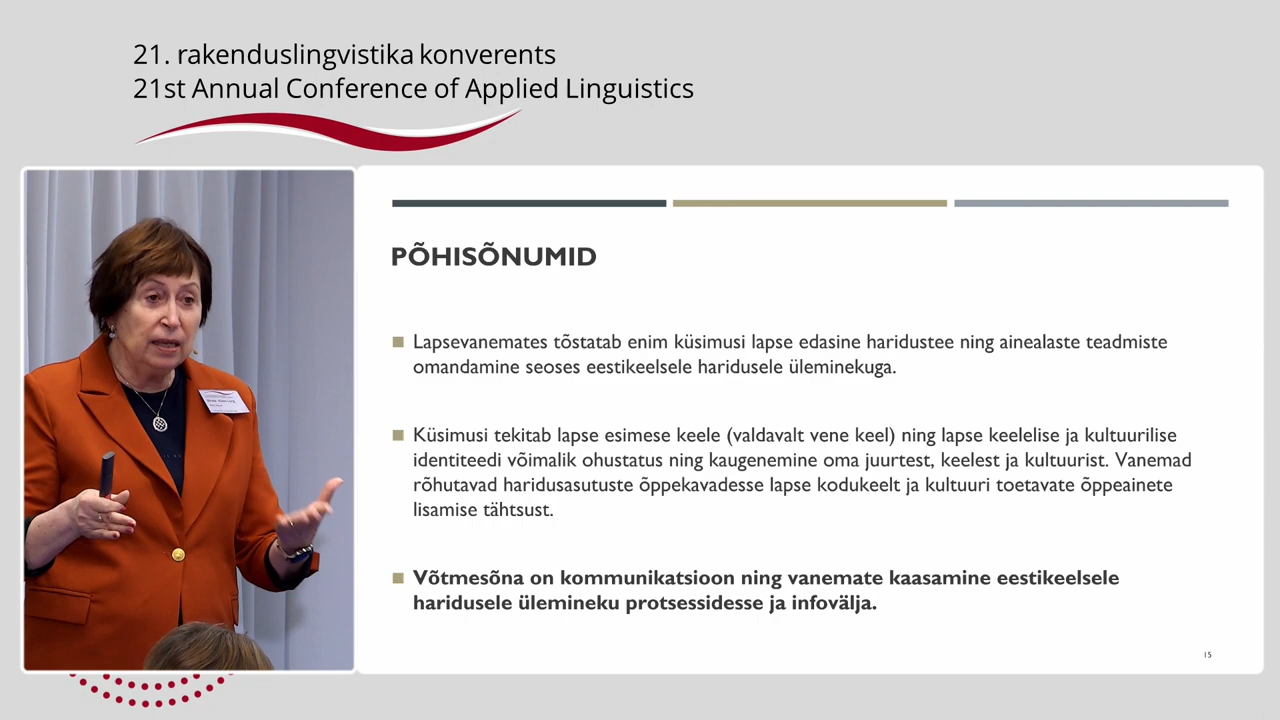 21. rakenduslingvistika konverents
21st Annual Conference of Applied Linguistics
PÕHISÕNUMID
Lapsevanemates tõstatab enim küsimusi lapse edasine haridustee ning ainealaste teadmiste
omandamine seoses eestikeelsele haridusele üleminekuga.
Küsimusi tekitab lapse esimese keele (valdavalt vene keel) ning lapse keelelise ja kultuurilise
identiteedi võimalik ohustatus ning kaugenemine oma juurtest, keelest ja kultuurist. Vanemad
rõhutavad haridusasutuste õppekavadesse lapse kodukeelt ja kultuuri toetavate õppeainete
lisamise tähtsust.
Võtmesõna on kommunikatsioon ning vanemate kaasamine eestikeelsele
haridusele ülemineku protsessidesse ja infovälja.
15